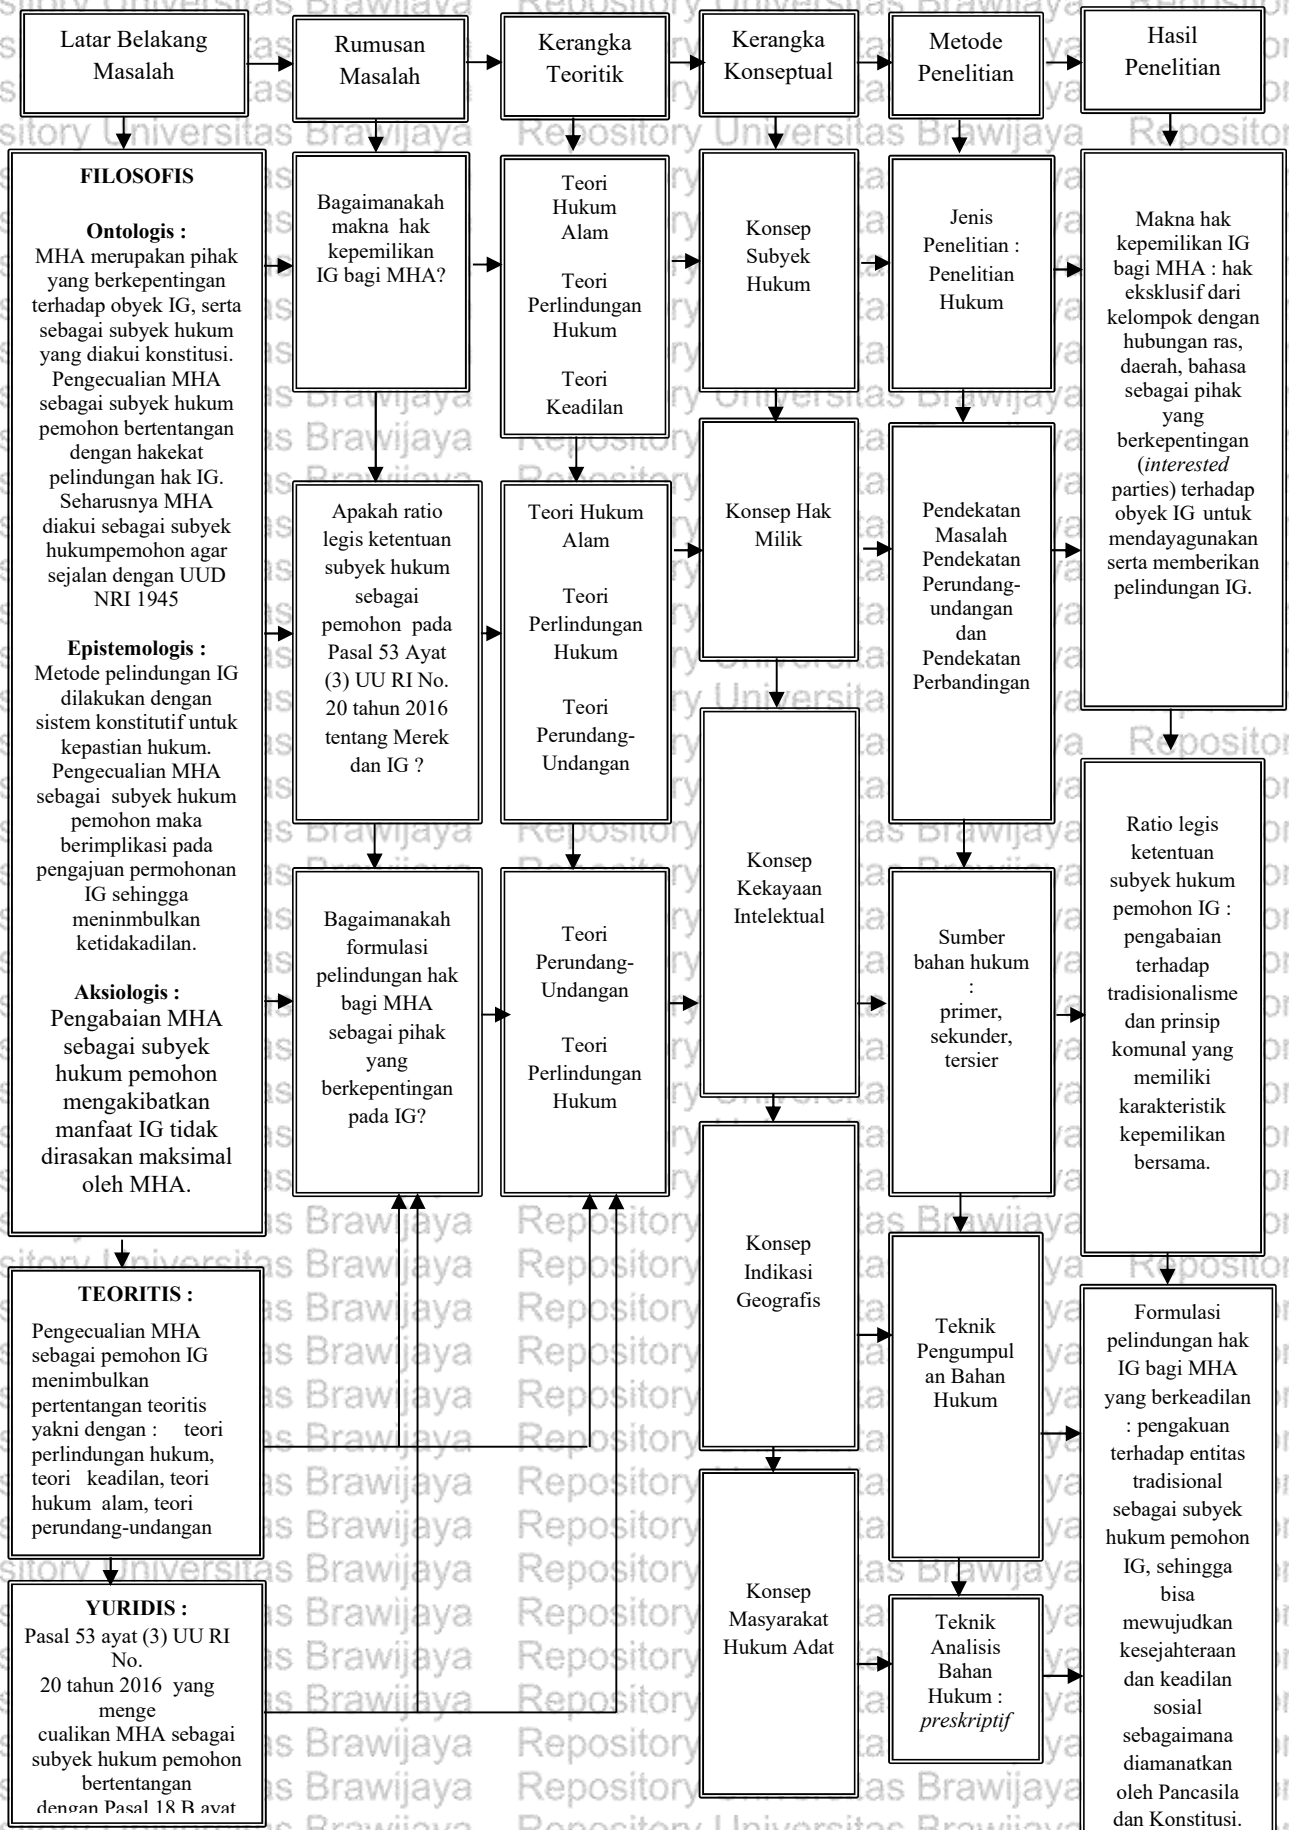 Latar Belakang
Masalah
Rumusan
Masalah
Kerangka
Teoritik
Kerangka
Konseptual
Metode
Penelitian
Hasil
Penelitian
FILOSOFIS
Ontologis :
MHA merupakan pihak
yang berkepentingan
terhadap obyek IG, serta
sebagai subyek hukum
yang diakui konstitusi.
Pengecualian MHA
sebagai subyek hukum
pemohon bertentangan
dengan hakekat
pelindungan hak IG.
Seharusnya MHA
diakui sebagai subyek
hukumpemohon agar
sejalan dengan UUD
NRI 1945
Epistemologis :
Metode pelindungan IG
dilakukan dengan
sistem konstitutif untuk
kepastian hukum.
Pengecualian MHA
sebagai subyek hukum
pemohon maka
berimplikasi pada
pengajuan permohonan
IG sehingga
meninmbulkan
ketidakadilan.
Aksiologis :
Pengabaian MHA
sebagai subyek
hukum pemohon
mengakibatkan
manfaat IG tidak
dirasakan maksimal
oleh MHA.
TEORITIS :
Pengecualian MHA
sebagai pemohon IG
menimbulkan
pertentangan teoritis
yakni dengan : teori
perlindungan hukum,
teori keadilan, teori
hukum alam, teori
perundang-undangan
YURIDIS :
Pasal 53 ayat (3) UU RI
No.
20 tahun 2016 yang
menge
cualikan MHA sebagai
subyek hukum pemohon
bertentangan
dengan Pasal 18 B ayat
Bagaimanakah
makna hak
kepemilikan
IG bagi MHA?
Apakah ratio
legis ketentuan
subyek hukum
sebagai
pemohon pada
Pasal 53 Ayat
(3) UU RI No.
20 tahun 2016
tentang Merek
dan IG ?
Bagaimanakah
formulasi
pelindungan hak
bagi MHA
sebagai pihak
yang
berkepentingan
pada IG?
Teori
Hukum
Alam
Teori
Perlindungan
Hukum
Teori
Keadilan
Teori Hukum
Alam
Teori
Perlindungan
Hukum
Teori
Perundang-
Undangan
Teori
Perundang-
Undangan
Teori
Perlindungan
Hukum
Konsep
Subyek
Hukum
Konsep Hak
Milik
Konsep
Kekayaan
Intelektual
Konsep
Indikasi
Geografis
Konsep
Masyarakat
Hukum Adat
Jenis
Penelitian :
Penelitian
Hukum
Pendekatan
Masalah
Pendekatan
Perundang-
undangan
dan
Pendekatan
Perbandingan
Sumber
bahan hukum
:
primer,
sekunder,
tersier
Teknik
Pengumpul
an Bahan
Hukum
Teknik
Analisis
Bahan
Hukum :
preskriptif
Makna hak
kepemilikan IG
bagi MHA : hak
eksklusif dari
kelompok dengan
hubungan ras,
daerah, bahasa
sebagai pihak
yang
berkepentingan
(interested
parties) terhadap
obyek IG untuk
mendayagunakan
serta memberikan
pelindungan IG.
Ratio legis
ketentuan
subyek hukum
pemohon IG :
pengabaian
terhadap
tradisionalisme
dan prinsip
komunal yang
memiliki
karakteristik
kepemilikan
bersama.
Formulasi
pelindungan hak
IG bagi MHA
yang berkeadilan
: pengakuan
terhadap entitas
tradisional
sebagai subyek
hukum pemohon
IG, sehingga
bisa
mewujudkan
kesejahteraan
dan keadilan
sosial
sebagaimana
diamanatkan
oleh Pancasila
dan Konstitusi.
Repository Universitas Brawijaya